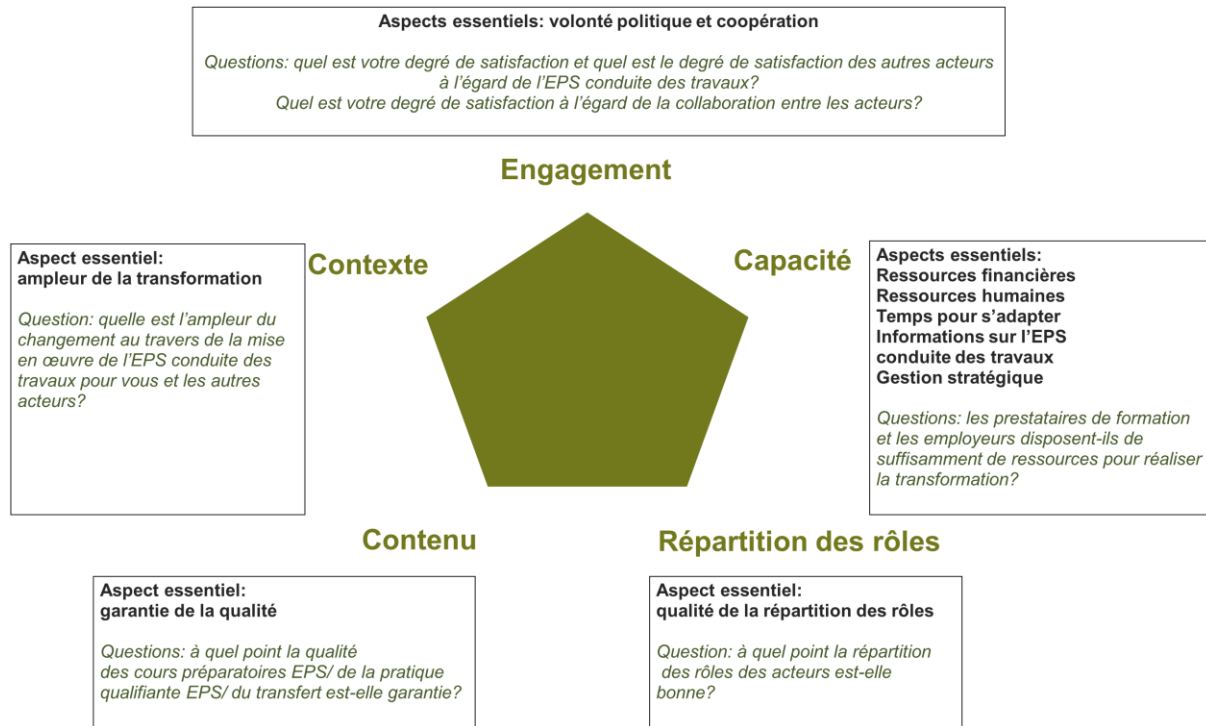 Aspects essentiels: volonté politique et coopération
Questions: quel est votre degré de satisfaction et quel est le degré de satisfaction des autres acteurs
à l'égard de l'EPS conduite des travaux?
Quel est votre degré de satisfaction à l'égard de la collaboration entre les acteurs?
Engagement
Contexte
Capacité
Aspect essentiel:
ampleur de la transformation
Question: quelle est l'ampleur du
changement au travers de la mise
en œuvre de l'EPS conduite des
travaux pour vous et les autres
acteurs?
Aspects essentiels:
Ressources financières
Ressources humaines
Temps pour s'adapter
Informations sur l'EPS
conduite des travaux
Gestion stratégique
Questions: les prestataires de formation
et les employeurs disposent-ils de
suffisamment de ressources pour réaliser
la transformation?
Contenu
Répartition des rôles
Aspect essentiel:
garantie de la qualité
Questions: à quel point la qualité
des cours préparatoires EPS/ de la pratique
qualifiante EPS/ du transfert est-elle garantie?
Aspect essentiel:
qualité de la répartition des rôles
Question: à quel point la répartition
des rôles des acteurs est-elle
bonne?